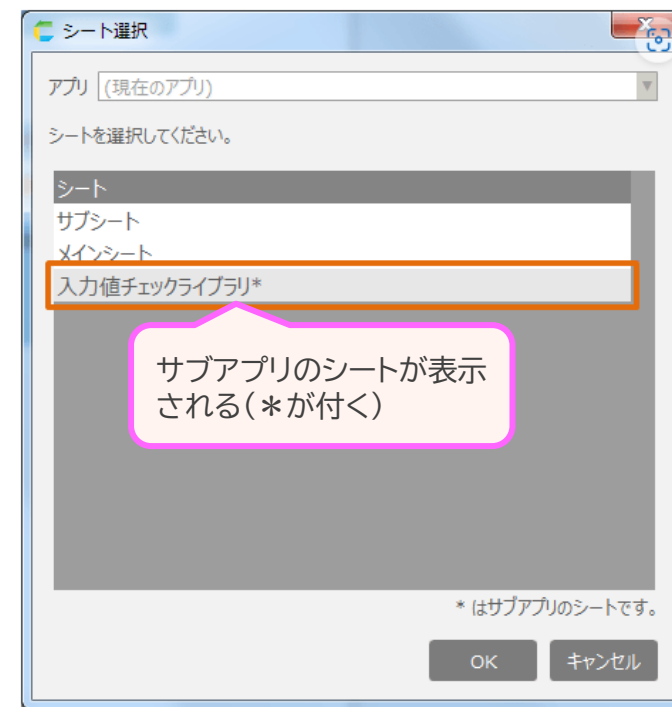 シート選択
アプリ (現在のアプリ)
シートを選択してください。
シート
サブシート
メインシート
入力値チェックライブラリ*
サブアプリのシートが表示
される(＊が付く)
* はサブアプリのシートです。
OK キャンセル